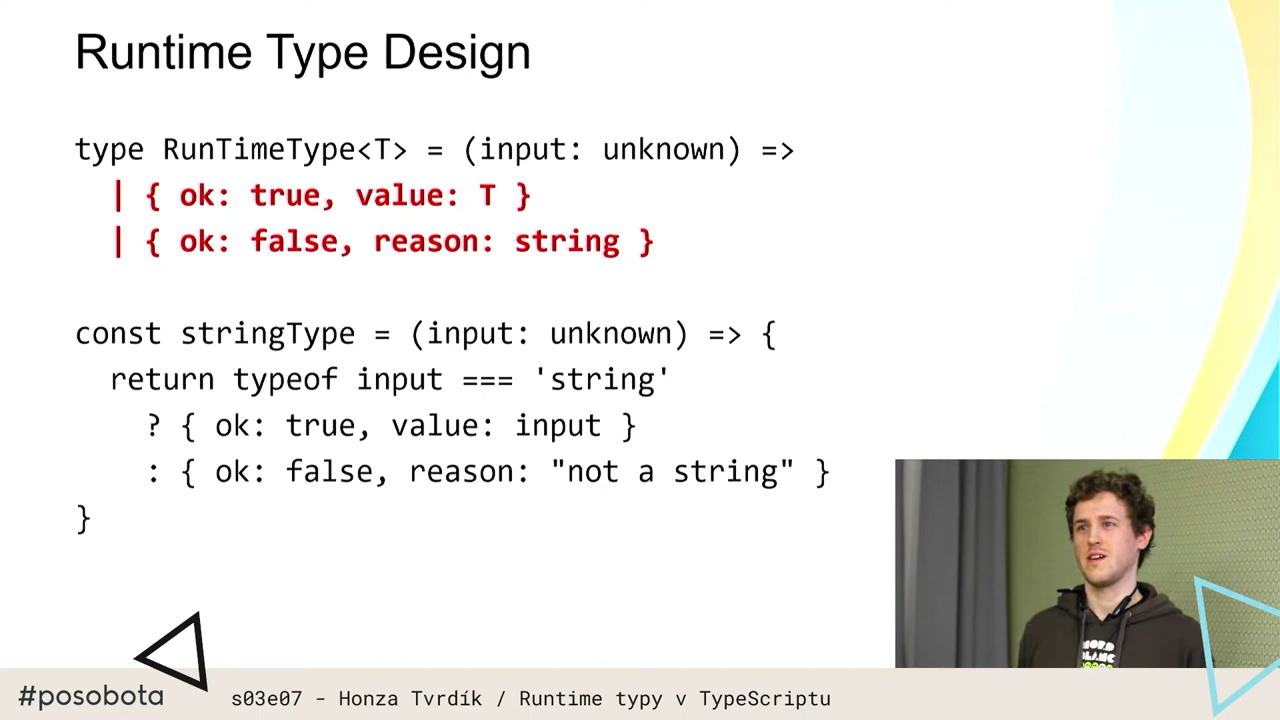 Runtime Type Design
type RunTimeType<T> = (input: unknown) =>
| { ok: true, value: T }
| { ok: false, reason: string }
const stringType = (input: unknown) => {
return typeof input === 'string'
? { ok: true, value: input }
: { ok: false, reason: "not a string" }
}
NORD
BLANC
#posobota
s03e07 - Honza Tvrdík / Runtime typy v TypeScriptu